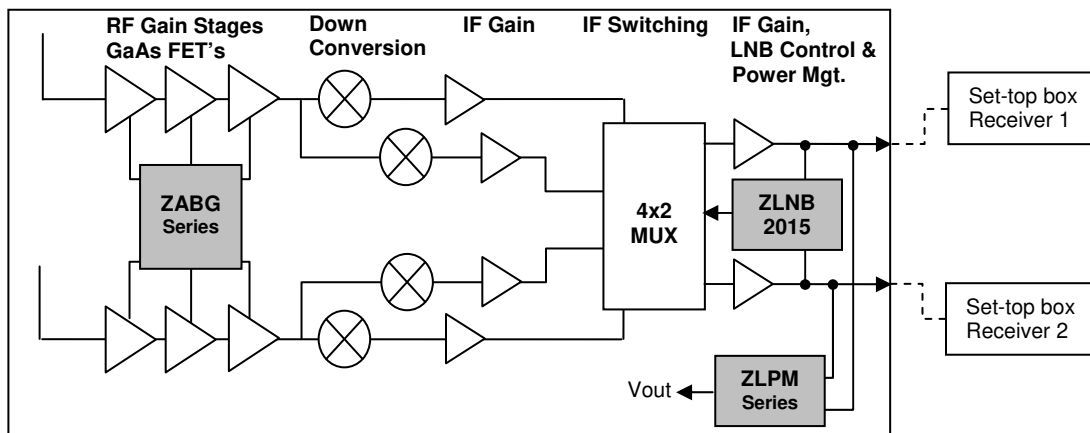 RF Gain Stages
GaAs FET's
Down
Conversion
IF Gain
IF Switching
IF Gain,
LNB Control &
Power Mgt.
Set-top box
Receiver 1
ZABG
Series
4x2
MUX
ZLNB
2015
Set-top box
Receiver 2
Vout
ZLPM
Series